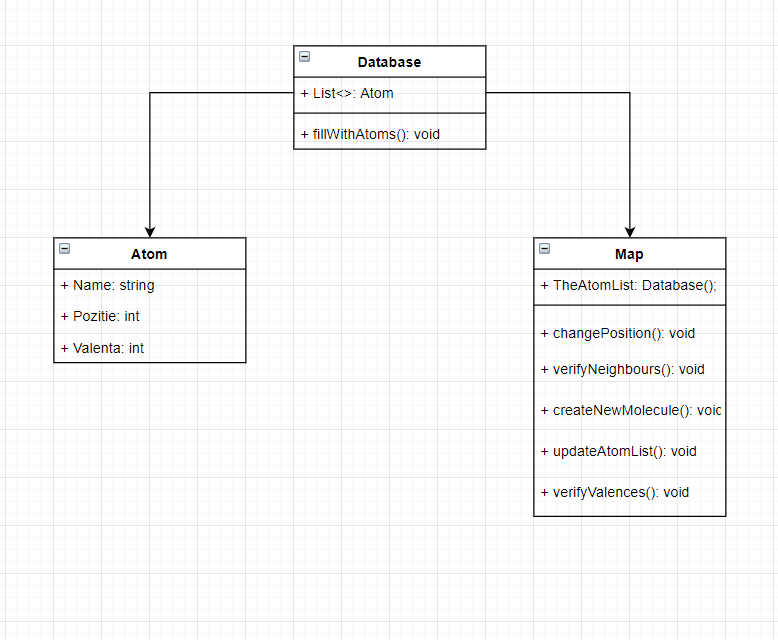 Database
+ List<>: Atom
+ fillWithAtoms(): void
Atom
+ Name: string
+ Pozitie: int
+ Valenta: int
Map
+ TheAtomList: Database();
+ changePosition(): void
+ verifyNeighbours(): void
+ createNewMolecule(): void
+ updateAtomList(): void
+ verifyValences(): void